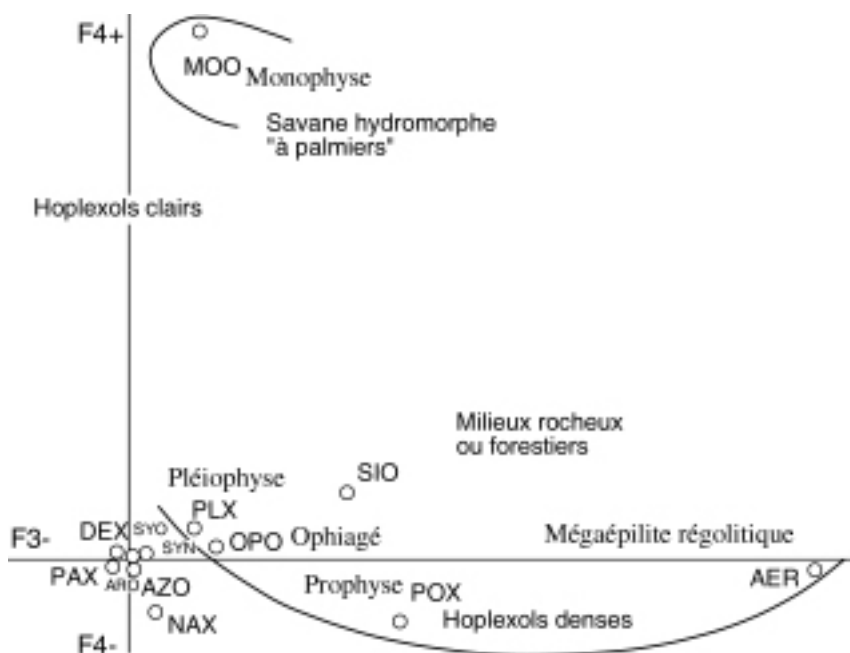 F4+
MOO Monophyse
Savane hydromorphe
"à palmiers"
Hoplexols clairs
Milieux rocheux
ou forestiers
Pléiophyse
SIO
PLX
DEX SYO
F3-
SYN
OPO Ophiagé
Mégaépilite régolitique
PAX
ARO
AZO
Prophyse POX
AER
NAX
Hoplexols denses
F4-